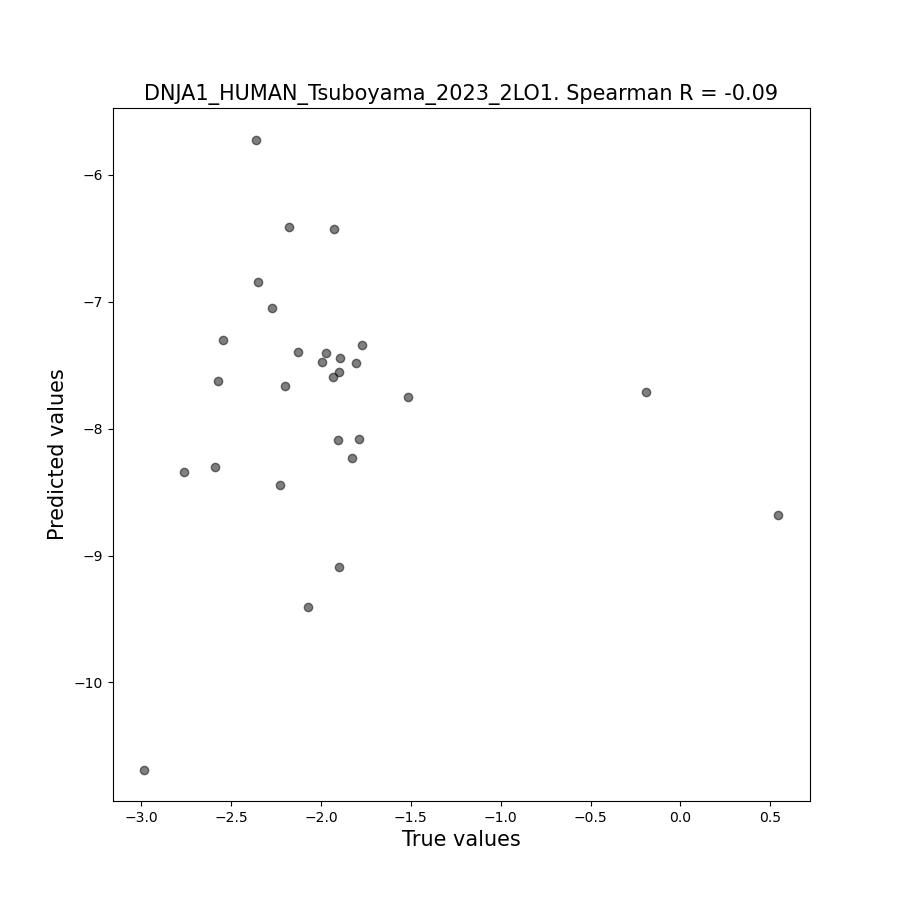 DNJA1_HUMAN_Tsuboyama_2023_2LO1. Spearman R = -0.09
Predicted values
−6
−7
−8
−9
−10
−3.0 −2.5 −2.0 −1.5 −1.0 −0.5 0.0 0.5
True values